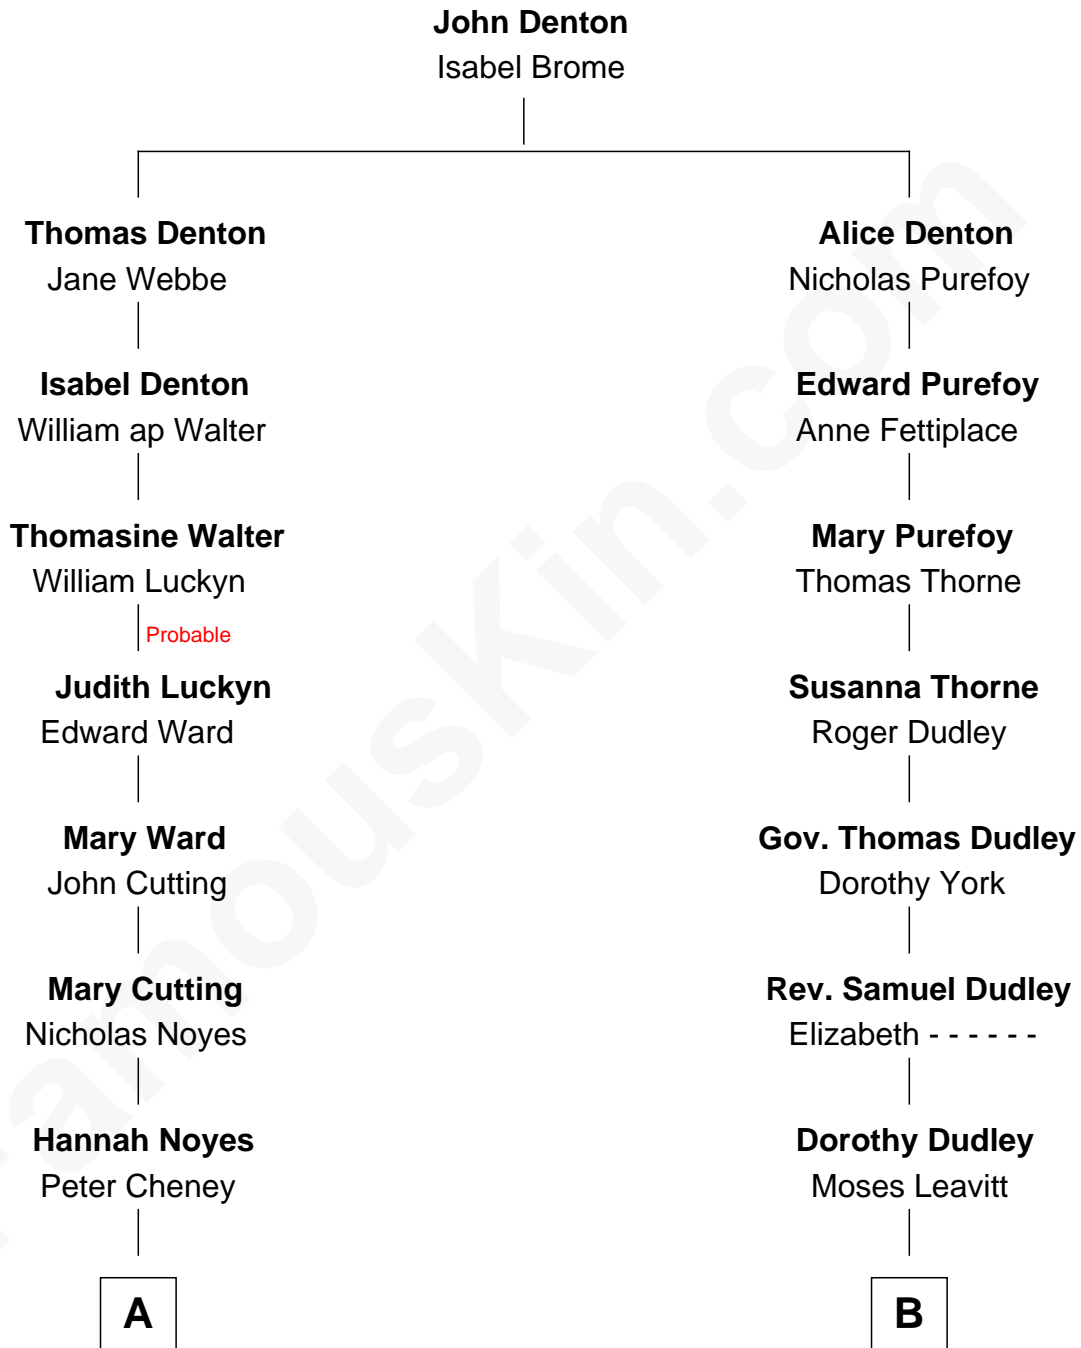 John Denton
Isabel Brome
Thomas Denton
Jane Webbe
Alice Denton
Nicholas Purefoy
Isabel Denton
William ap Walter
Edward Purefoy
Anne Fettiplace
Thomasine Walter
William Luckyn
Mary Purefoy
Thomas Thorne
Probable
Judith Luckyn
Edward Ward
Susanna Thorne
Roger Dudley
Mary Ward
John Cutting
Gov. Thomas Dudley
Dorothy York
Mary Cutting
Nicholas Noyes
Rev. Samuel Dudley
Elizabeth - - - - - -
Hannah Noyes
Peter Cheney
Dorothy Dudley
Moses Leavitt
A
B
FamousKin.com